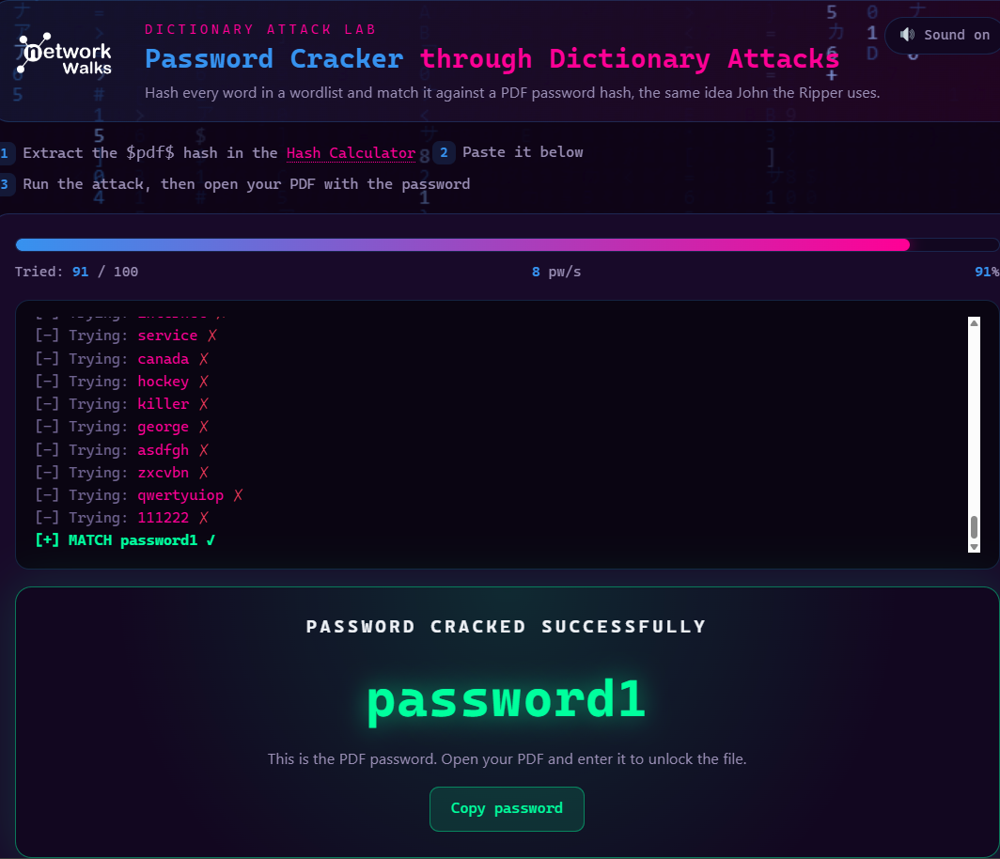 network
Walks
DICTIONARY ATTACK LAB
Password Cracker through Dictionary Attacks
Hash every word in a wordlist and match it against a PDF password hash, the same idea John the Ripper uses.
Sound on
1 Extract the $pdf$ hash in the Hash Calculator 2 Paste it below
3 Run the attack, then open your PDF with the password
Tried: 91 / 100 8 pw/s 91%
[-] Trying: service ✗
[-] Trying: canada ✗
[-] Trying: hockey ✗
[-] Trying: killer ✗
[-] Trying: george ✗
[-] Trying: asdfgh ✗
[-] Trying: zxcvbn ✗
[-] Trying: qwertyuiop ✗
[-] Trying: 111222 ✗
[+] MATCH password1 ✓
PASSWORD CRACKED SUCCESSFULLY
password1
This is the PDF password. Open your PDF and enter it to unlock the file.
Copy password